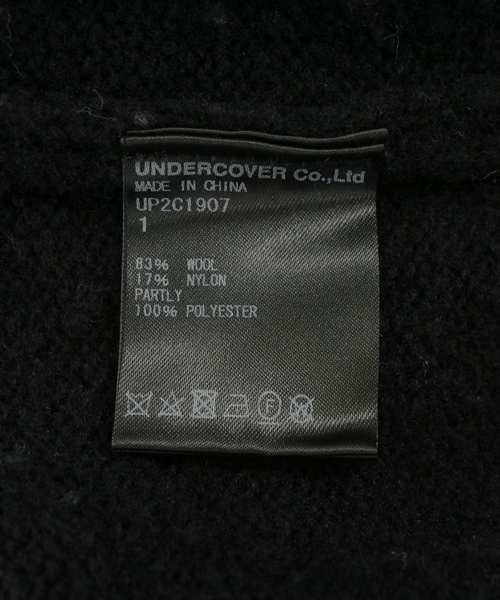 UNDERCOVER Co.,Ltd
MADE IN CHINA
UP2C1907
1
83% WOOL
17% NYLON
PARTLY
100% POLYESTER
F W